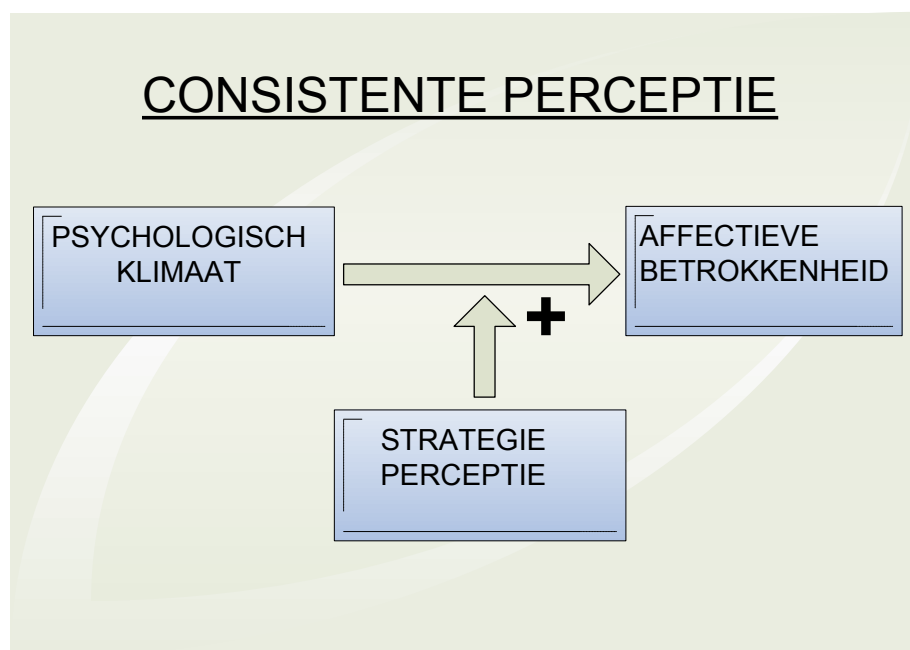 CONSISTENTE PERCEPTIE
PSYCHOLOGISCH
KLIMAAT
AFFECTIEVE
BETROKKENHEID
+
STRATEGIE
PERCEPTIE